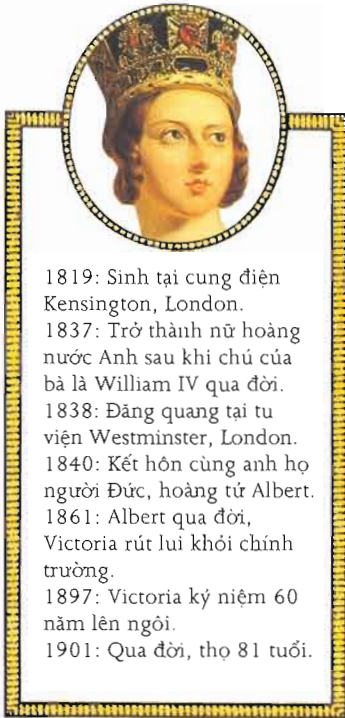 1819: Sinh tại cung điện
Kensington, London.
1837: Trở thành nữ hoàng
nước Anh sau khi chú của
bà là William IV qua đời.
1838: Đăng quang tại tu
viện Westminster, London.
1840: Kết hôn cùng anh họ
người Đức, hoàng tử Albert.
1861: Albert qua đời,
Victoria rút lui khỏi chính
trường.
1897: Victoria ký niệm 60
năm lên ngôi.
1901: Qua đời, thọ 81 tuổi.